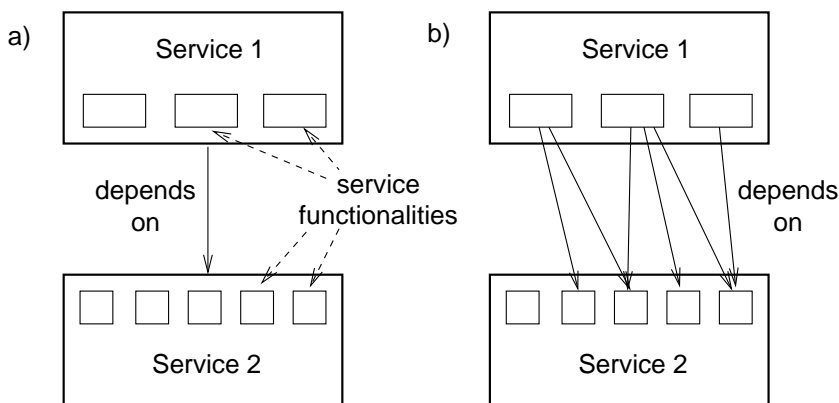 a)
Service 1
depends
on
service
functionalities
Service 2
b)
Service 1
depends
on
Service 2